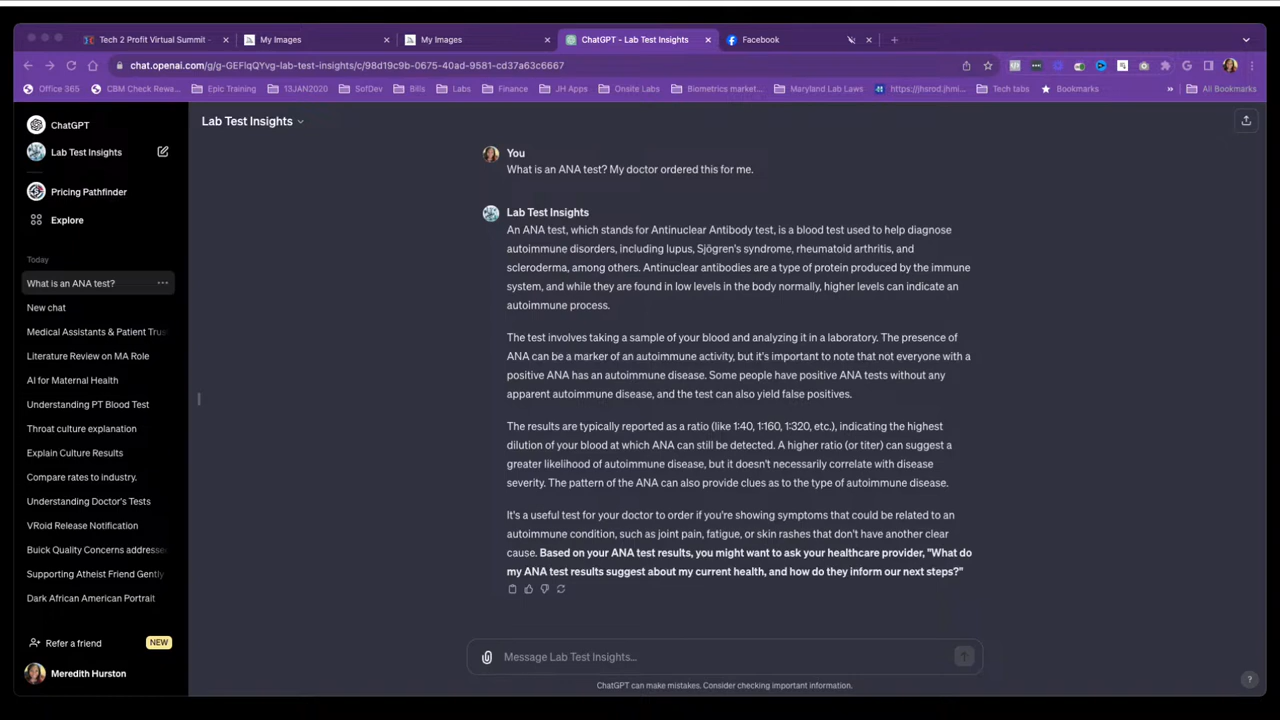 Tech 2 Profit Virtual Summit -
My Images
My Images
ChatGPT - Lab Test Insights
Facebook
chat.openai.com/g/g-GEFlqQYvg-lab-test-insights/c/98d19c9b-0675-40ad-9581-cd37a63c6667
Office 365
CBM Check Rewa...
Epic Training
13JAN2020
SofDev
Bills
Labs
Finance
JH Apps
Onsite Labs
Biometrics market...
Maryland Lab Laws
https://jhsrod.jhmi...
Tech tabs
Bookmarks
All Bookmarks
ChatGPT
Lab Test Insights
Pricing Pathfinder
Explore
Today
What is an ANA test?
New chat
Medical Assistants & Patient Trus
Literature Review on MA Role
AI for Maternal Health
Understanding PT Blood Test
Throat culture explanation
Explain Culture Results
Compare rates to industry.
Understanding Doctor's Tests
VRoid Release Notification
Buick Quality Concerns addresse
Supporting Atheist Friend Gently
Dark African American Portrait
Refer a friend
NEW
Meredith Hurston
Lab Test Insights
You
What is an ANA test? My doctor ordered this for me.
Lab Test Insights
An ANA test, which stands for Antinuclear Antibody test, is a blood test used to help diagnose
autoimmune disorders, including lupus, Sjögren's syndrome, rheumatoid arthritis, and
scleroderma, among others. Antinuclear antibodies are a type of protein produced by the immune
system, and while they are found in low levels in the body normally, higher levels can indicate an
autoimmune process.
The test involves taking a sample of your blood and analyzing it in a laboratory. The presence of
ANA can be a marker of an autoimmune activity, but it's important to note that not everyone with a
positive ANA has an autoimmune disease. Some people have positive ANA tests without any
apparent autoimmune disease, and the test can also yield false positives.
The results are typically reported as a ratio (like 1:40, 1:160, 1:320, etc.), indicating the highest
dilution of your blood at which ANA can still be detected. A higher ratio (or titer) can suggest a
greater likelihood of autoimmune disease, but it doesn't necessarily correlate with disease
severity. The pattern of the ANA can also provide clues as to the type of autoimmune disease.
It's a useful test for your doctor to order if you're showing symptoms that could be related to an
autoimmune condition, such as joint pain, fatigue, or skin rashes that don't have another clear
cause. Based on your ANA test results, you might want to ask your healthcare provider, "What do
my ANA test results suggest about my current health, and how do they inform our next steps?"
Message Lab Test Insights...
ChatGPT can make mistakes. Consider checking important information.
?